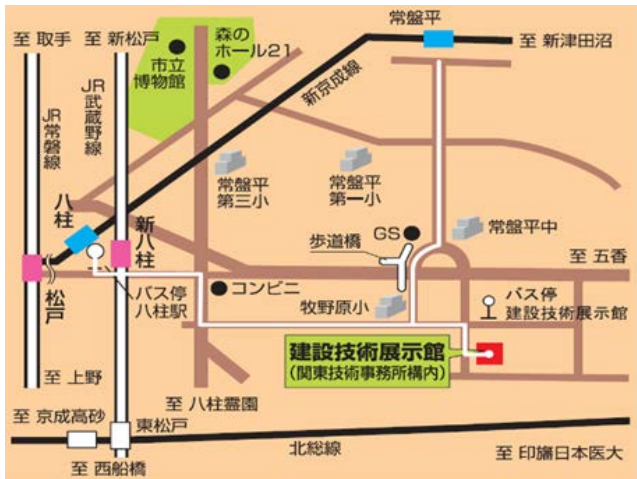 至 取手
至 新松戸
森の
ホール21
市立
博物館
常盤平
至 新津田沼
新京成線
JR常磐線
JR武蔵野線
常盤平
第三小
常盤平
第一小
八柱
新八柱
GS
歩道橋
常盤平中
至 五香
松戸
バス停
八柱駅
コンビニ
牧野原小
バス停
建設技術展示館
建設技術展示館
(関東技術事務所構内)
至 上野
至 八柱霊園
至 京成高砂
東松戸
北総線
至 印旛日本医大
至 西船橋